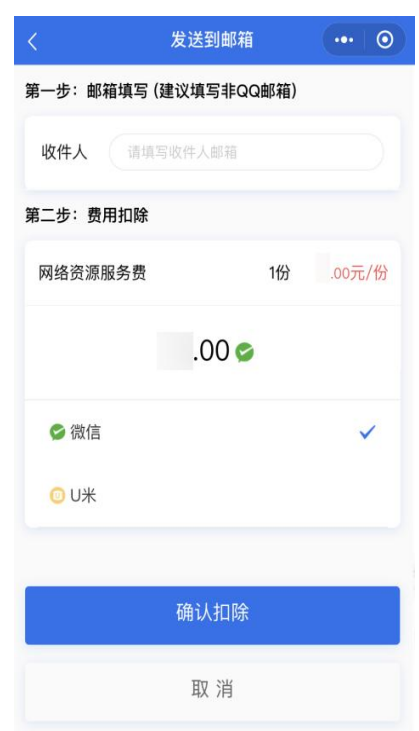 发送到邮箱
第一步：邮箱填写 (建议填写非QQ邮箱)
收件人 请填写收件人邮箱
第二步：费用扣除
网络资源服务费 1份 .00元/份
.00
微信
U米
确认扣除
取 消